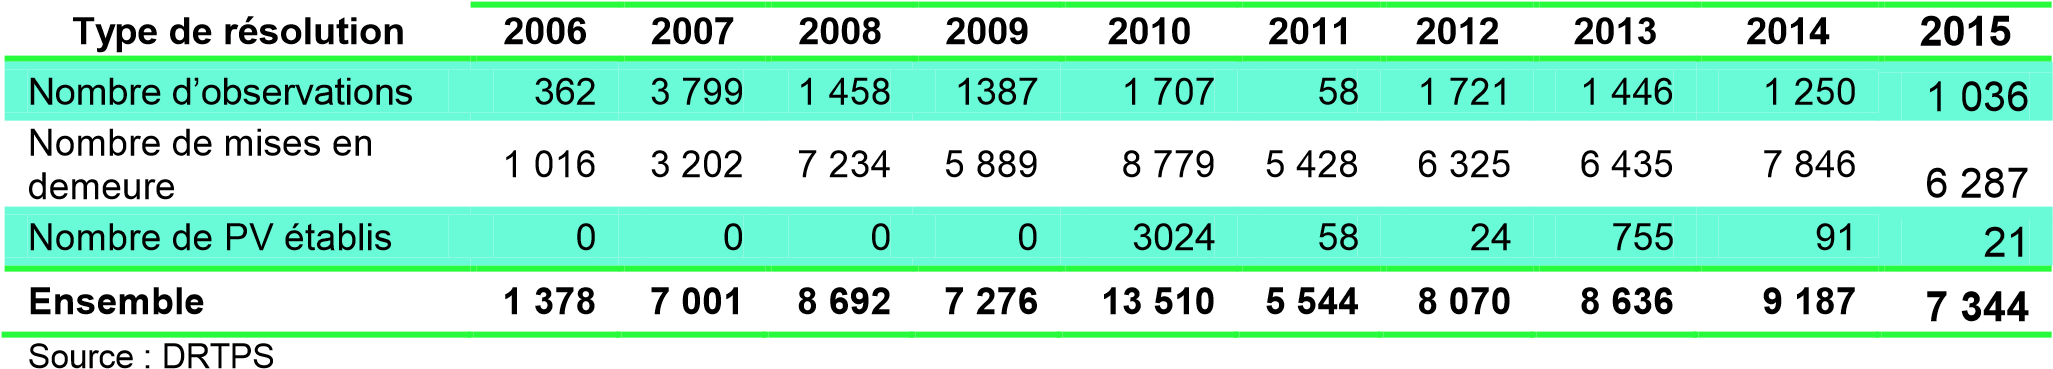 Type de résolution 2006 2007 2008 2009 2010 2011 2012 2013 2014 2015
Nombre d’observations 362 3 799 1 458 1387 1 707 58 1 721 1 446 1 250 1 036
Nombre de mises en
demeure 1 016 3 202 7 234 5 889 8 779 5 428 6 325 6 435 7 846 6 287
Nombre de PV établis 0 0 0 0 3024 58 24 755 91 21
Ensemble 1 378 7 001 8 692 7 276 13 510 5 544 8 070 8 636 9 187 7 344
Source : DRTPS